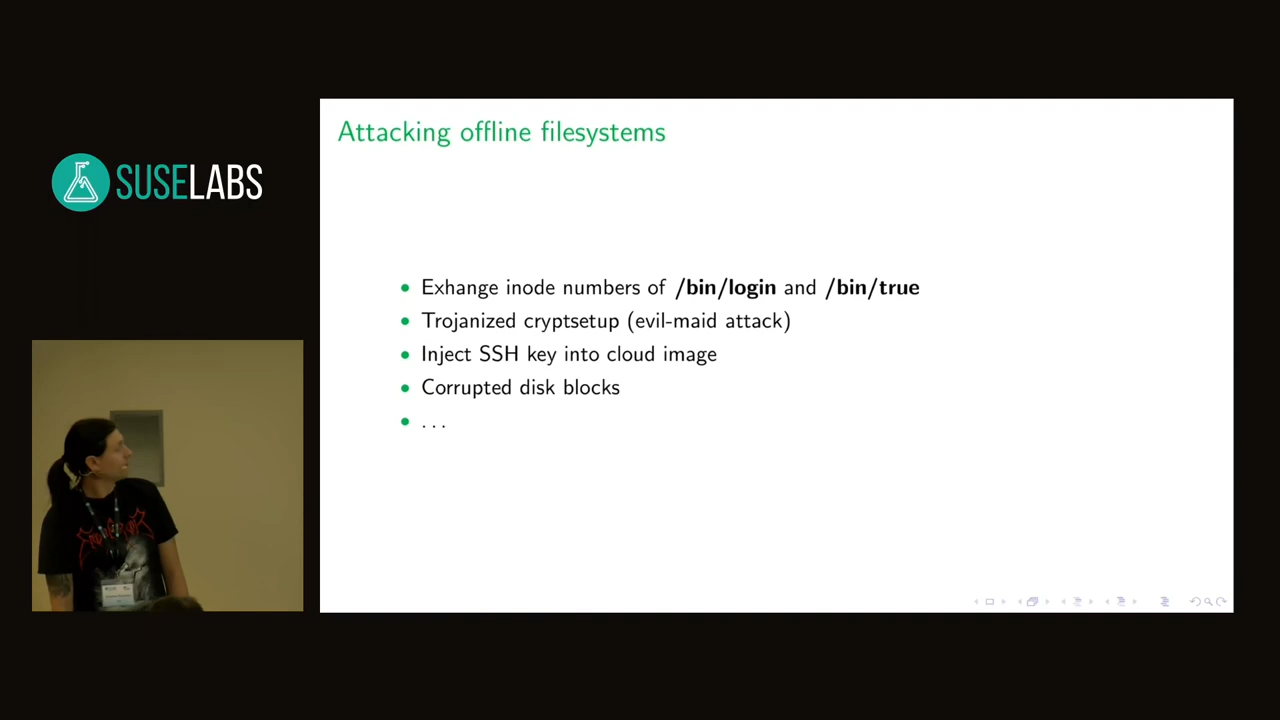 SUSELABS
Attacking offline filesystems
• Exhange inode numbers of /bin/login and /bin/true
• Trojanized cryptsetup (evil-maid attack)
• Inject SSH key into cloud image
• Corrupted disk blocks
• . . .